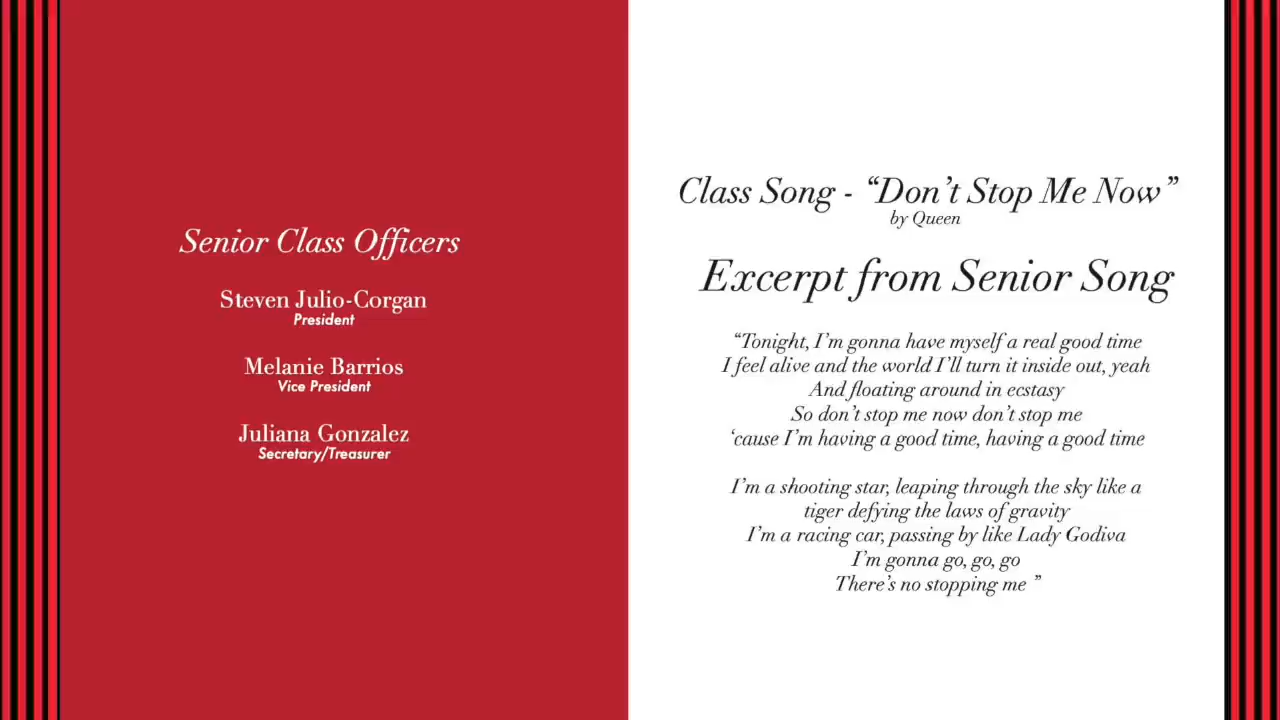 Senior Class Officers
Steven Julio-Corgan
President
Melanie Barrios
Vice President
Juliana Gonzalez
Secretary/Treasurer
Class Song - “Don’t Stop Me Now”
by Queen
Excerpt from Senior Song
“Tonight, I’m gonna have myself a real good time
I feel alive and the world I’ll turn it inside out, yeah
And floating around in ecstasy
So don’t stop me now don’t stop me
‘cause I’m having a good time, having a good time
I’m a shooting star, leaping through the sky like a
tiger defying the laws of gravity
I’m a racing car, passing by like Lady Godiva
I’m gonna go, go, go
There’s no stopping me ”